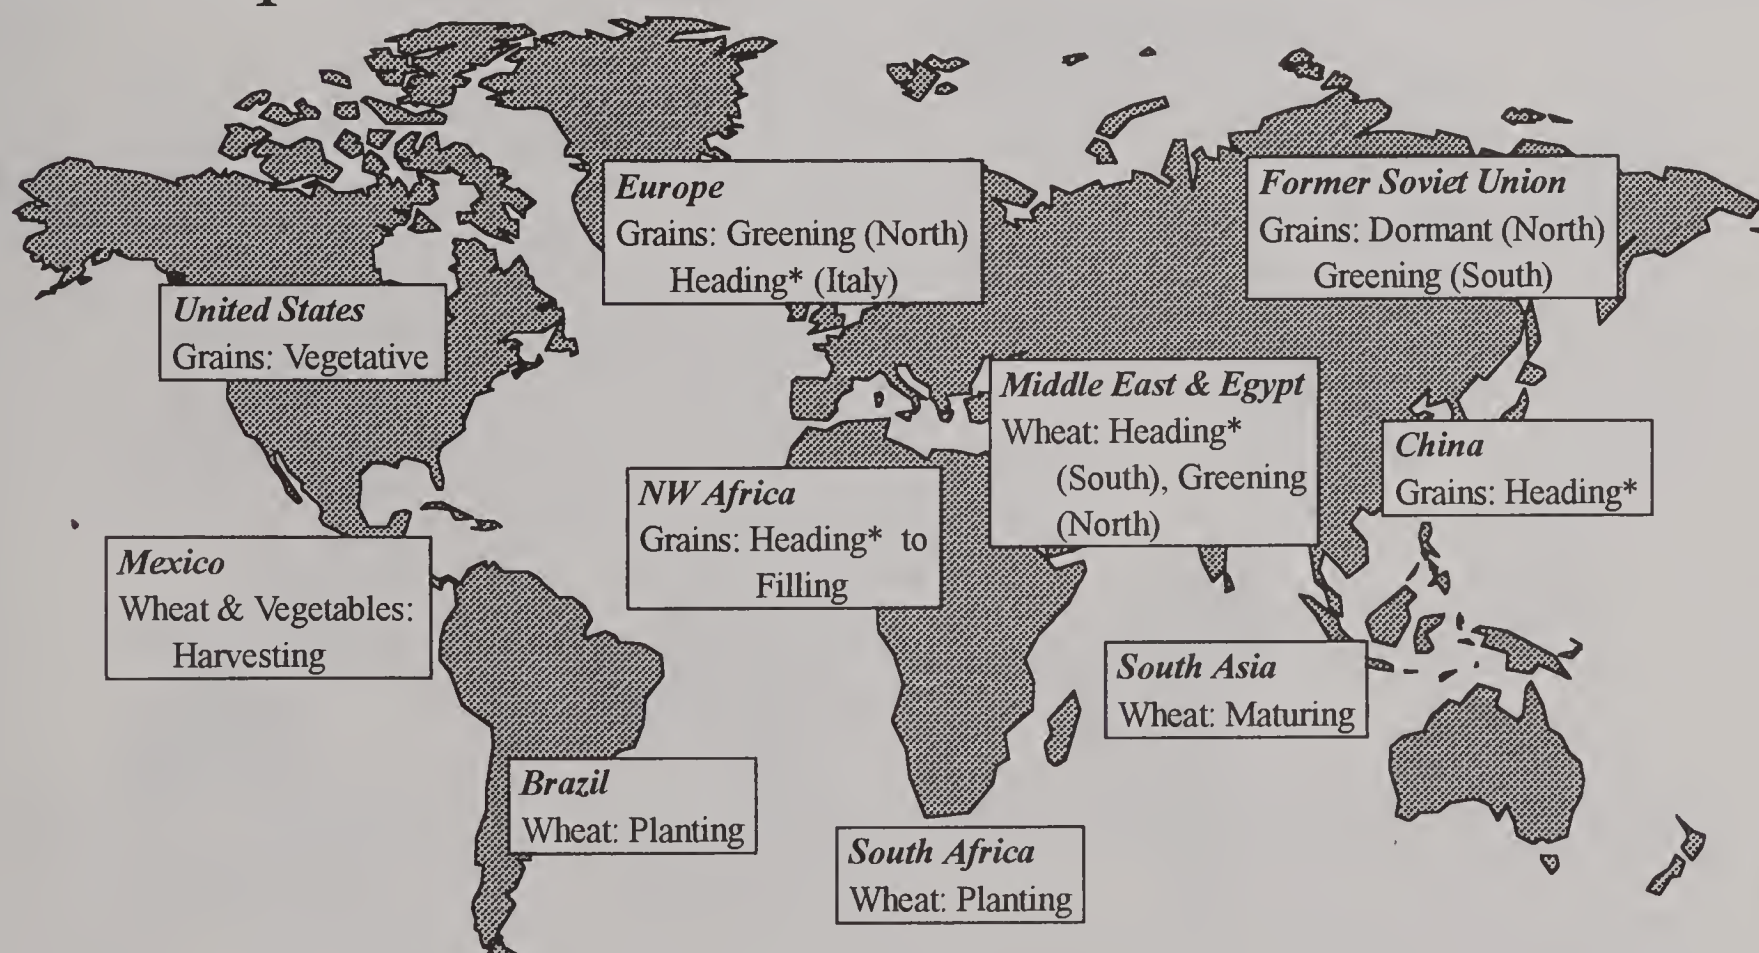 Europe
Grains: Greening (North)
Heading* (Italy)
Former Soviet Union
Grains: Dormant (North)
Greening (South)
United States
Grains: Vegetative
Middle East & Egypt
Wheat: Heading*
(South), Greening
(North)
China
Grains: Heading*
NW Africa
Grains: Heading* to
Filling
Mexico
Wheat & Vegetables:
Harvesting
South Asia
Wheat: Maturing
Brazil
Wheat: Planting
South Africa
Wheat: Planting